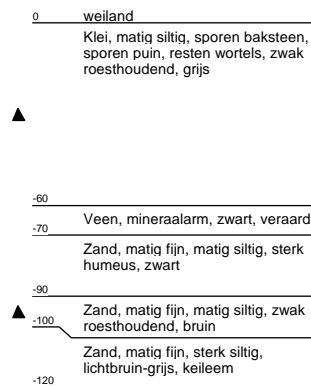 0 weiland
Klei, matig siltig, sporen baksteen,
sporen puin, resten wortels, zwak
roesthoudend, grijs
-60
Veen, mineraalarm, zwart, veraard
-70
Zand, matig fijn, matig siltig, sterk
humeus, zwart
-90
Zand, matig fijn, matig siltig, zwak
roesthoudend, bruin
-100
Zand, matig fijn, sterk siltig,
lichtbruin-grijs, keileem
-120